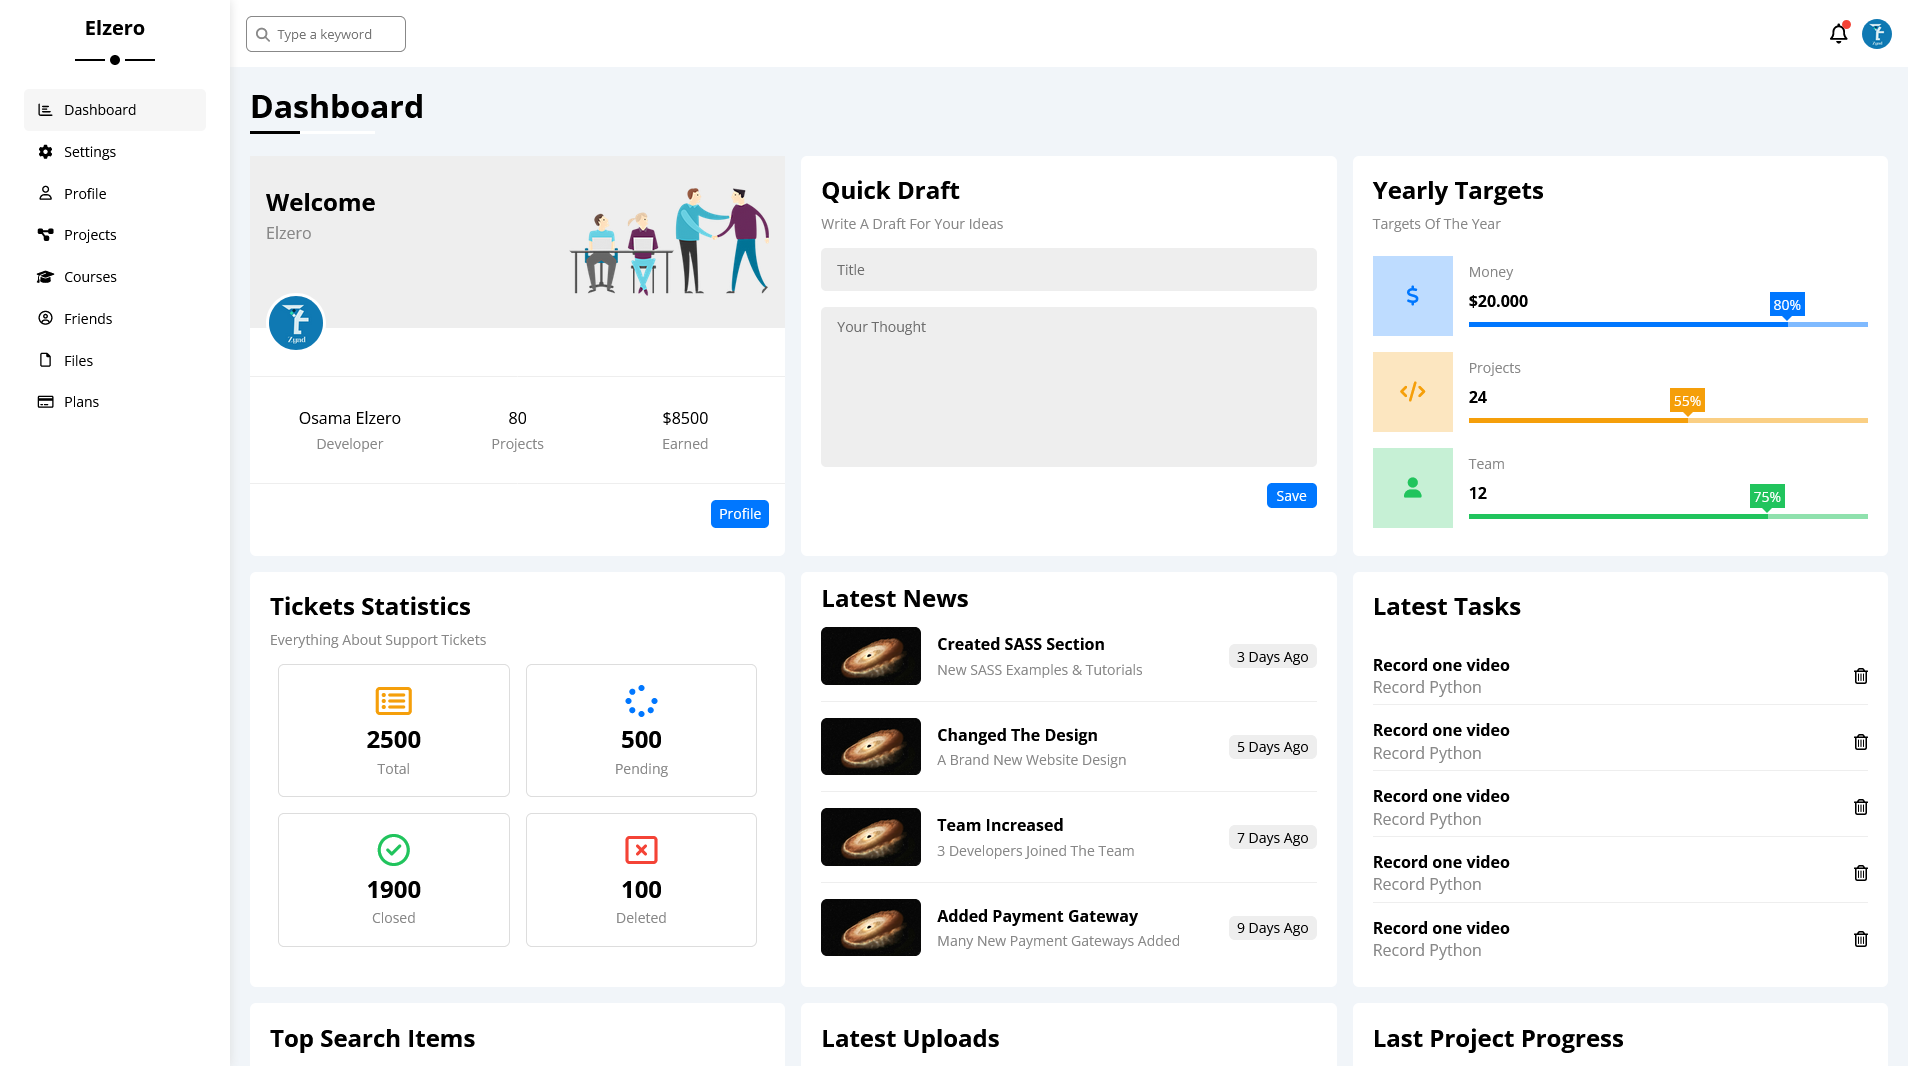 Elzero
Dashboard
Settings
Profile
Projects
Courses
Friends
Files
Plans
Type a keyword
Dashboard
Welcome
Elzero
Zyad
Osama Elzero
Developer
80
Projects
$8500
Earned
Profile
Quick Draft
Write A Draft For Your Ideas
Title
Your Thought
Save
Yearly Targets
Targets Of The Year
Money
$20.000
80%
Projects
24
55%
Team
12
75%
Tickets Statistics
Everything About Support Tickets
2500
Total
500
Pending
1900
Closed
100
Deleted
Latest News
Created SASS Section
New SASS Examples & Tutorials
3 Days Ago
Changed The Design
A Brand New Website Design
5 Days Ago
Team Increased
3 Developers Joined The Team
7 Days Ago
Added Payment Gateway
Many New Payment Gateways Added
9 Days Ago
Latest Tasks
Record one video
Record Python
Record one video
Record Python
Record one video
Record Python
Record one video
Record Python
Record one video
Record Python
Top Search Items
Latest Uploads
Last Project Progress